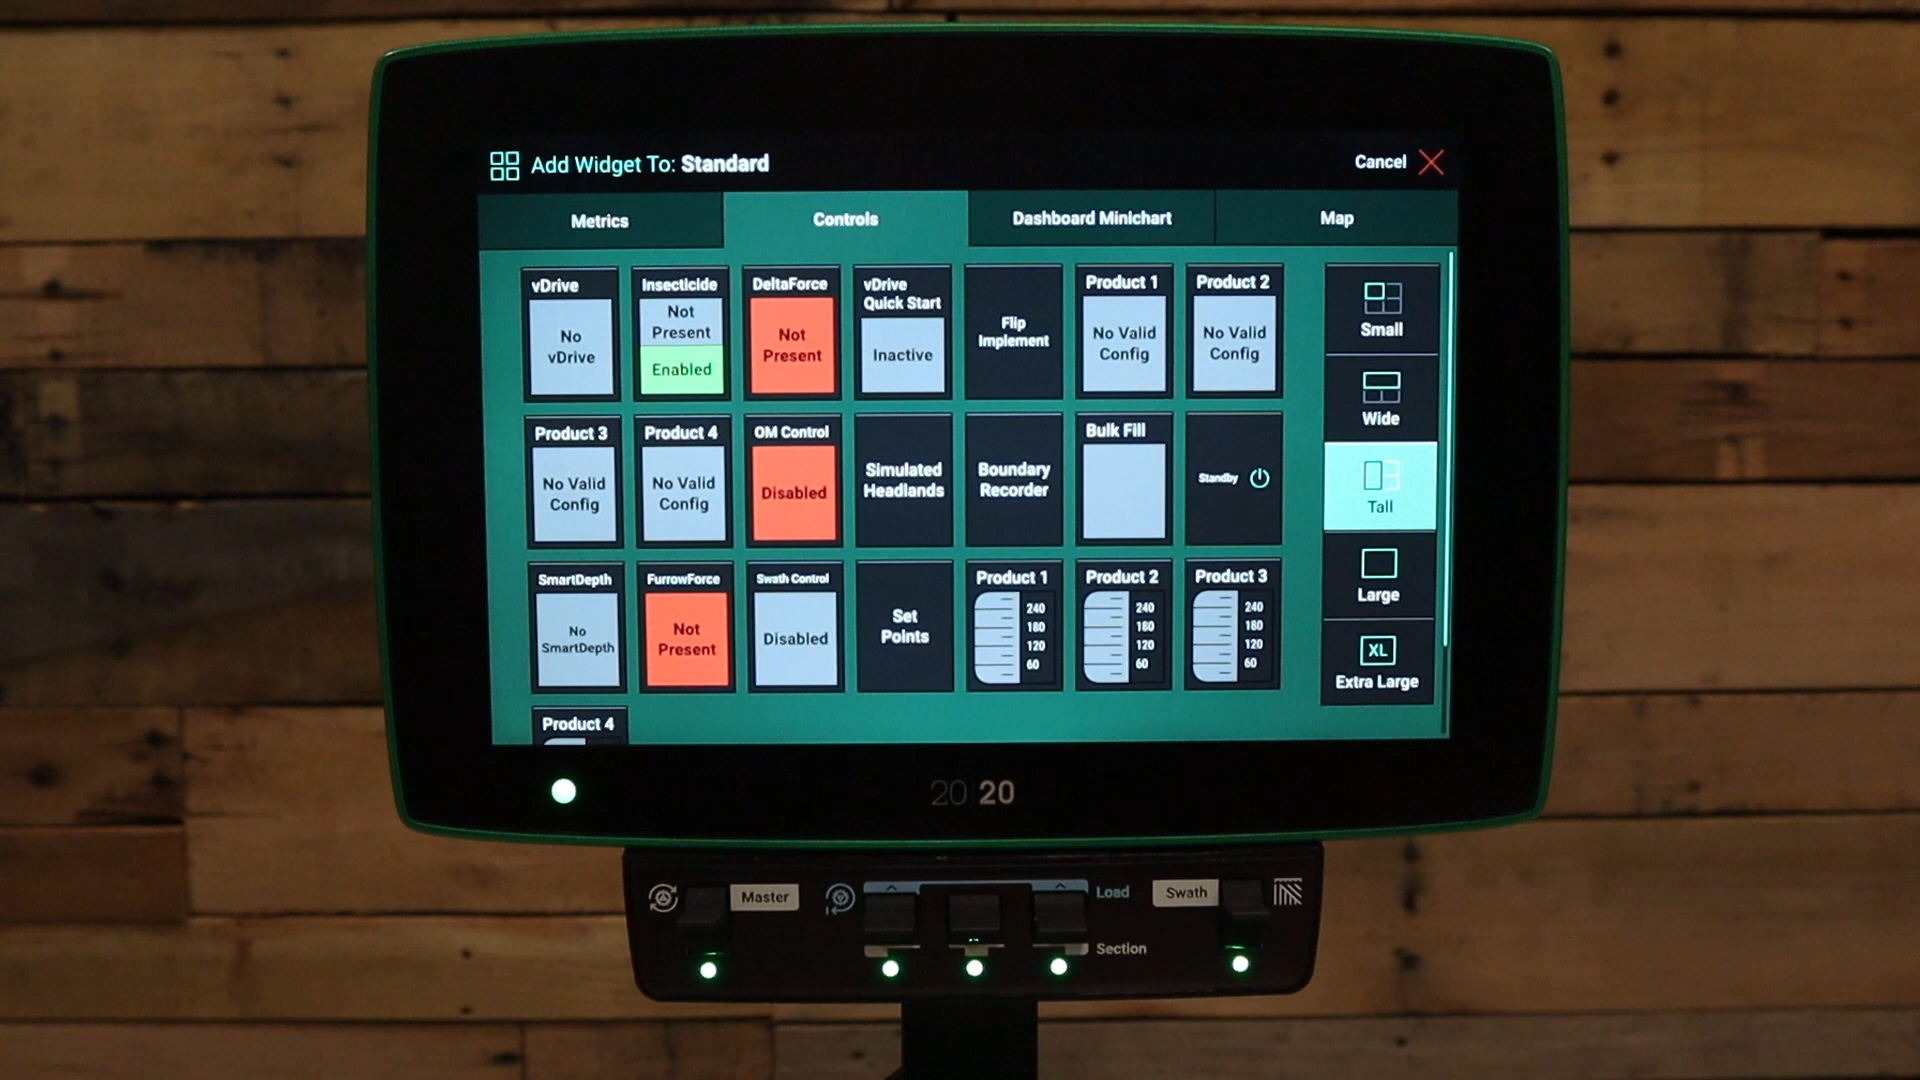 Add Widget To: Standard
Cancel
Metrics
Controls
Dashboard Minichart
Map
vDrive
No
vDrive
Insecticide
Not
Present
Enabled
DeltaForce
Not
Present
vDrive
Quick Start
Inactive
Flip
Implement
Product 1
No Valid
Config
Product 2
No Valid
Config
Small
Wide
Product 3
No Valid
Config
Product 4
No Valid
Config
OM Control
Disabled
Simulated
Headlands
Boundary
Recorder
Bulk Fill
Standby
Tall
Large
SmartDepth
No
SmartDepth
FurrowForce
Not
Present
Swath Control
Disabled
Set
Points
Product 1
240
180
120
60
Product 2
240
180
120
60
Product 3
240
180
120
60
XL
Extra Large
Product 4
20|20
Master
Load
Swath
Section